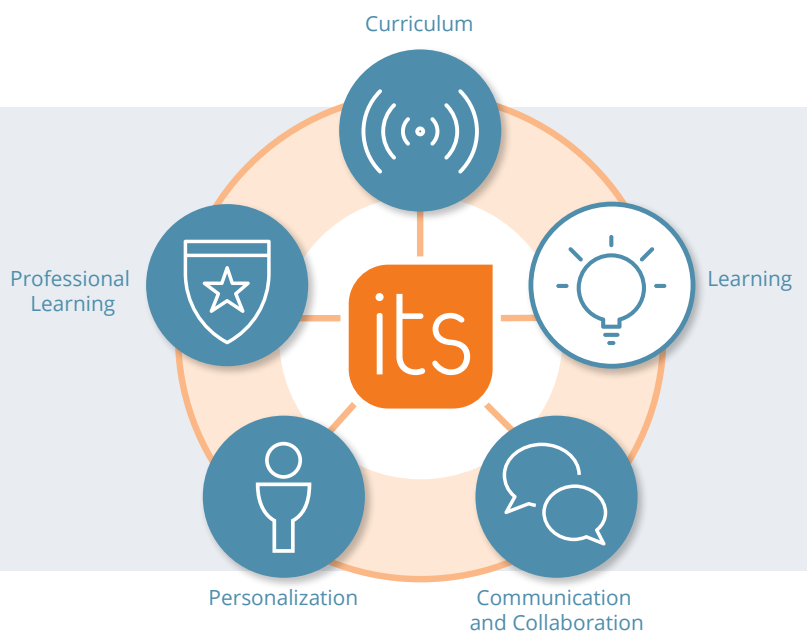 Curriculum
Professional
Learning
its
Learning
Personalization
Communication
and Collaboration